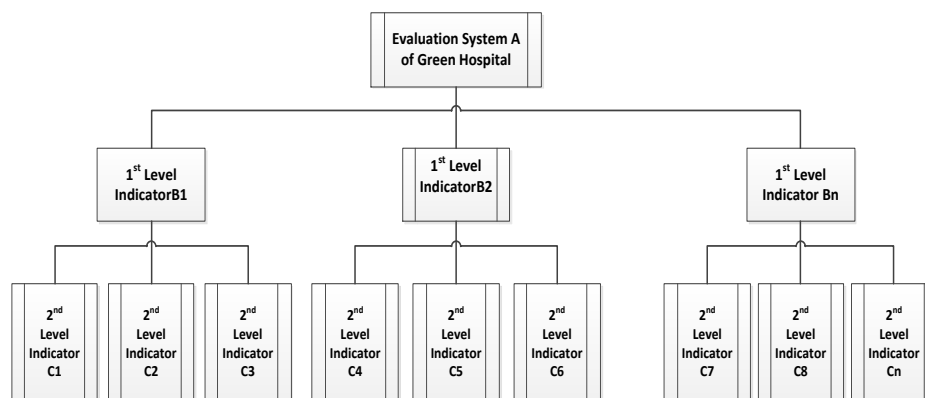 Evaluation System A
of Green Hospital
1st Level
IndicatorB1
1st Level
IndicatorB2
1st Level
Indicator Bn
2nd
Level
Indicator
C1
2nd
Level
Indicator
C2
2nd
Level
Indicator
C3
2nd
Level
Indicator
C4
2nd
Level
Indicator
C5
2nd
Level
Indicator
C6
2nd
Level
Indicator
C7
2nd
Level
Indicator
C8
2nd
Level
Indicator
Cn